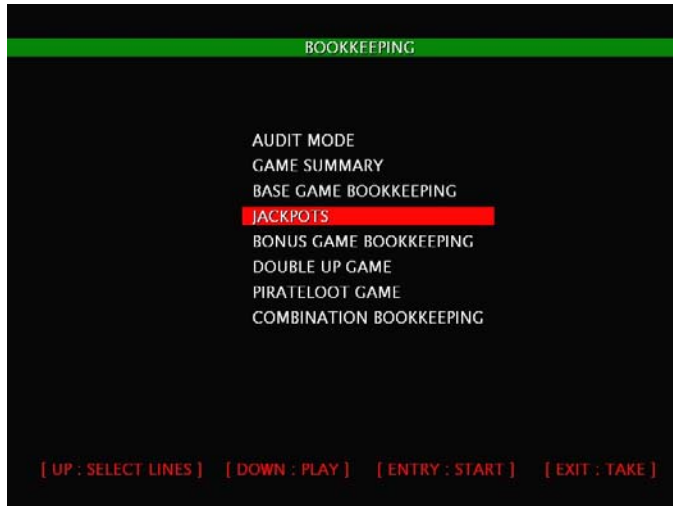 BOOKKEEPING
AUDIT MODE
GAME SUMMARY
BASE GAME BOOKKEEPING
JACKPOTS
BONUS GAME BOOKKEEPING
DOUBLE UP GAME
PIRATELOOT GAME
COMBINATION BOOKKEEPING
[ UP : SELECT LINES ] [ DOWN : PLAY ] [ ENTRY : START ] [ EXIT : TAKE ]